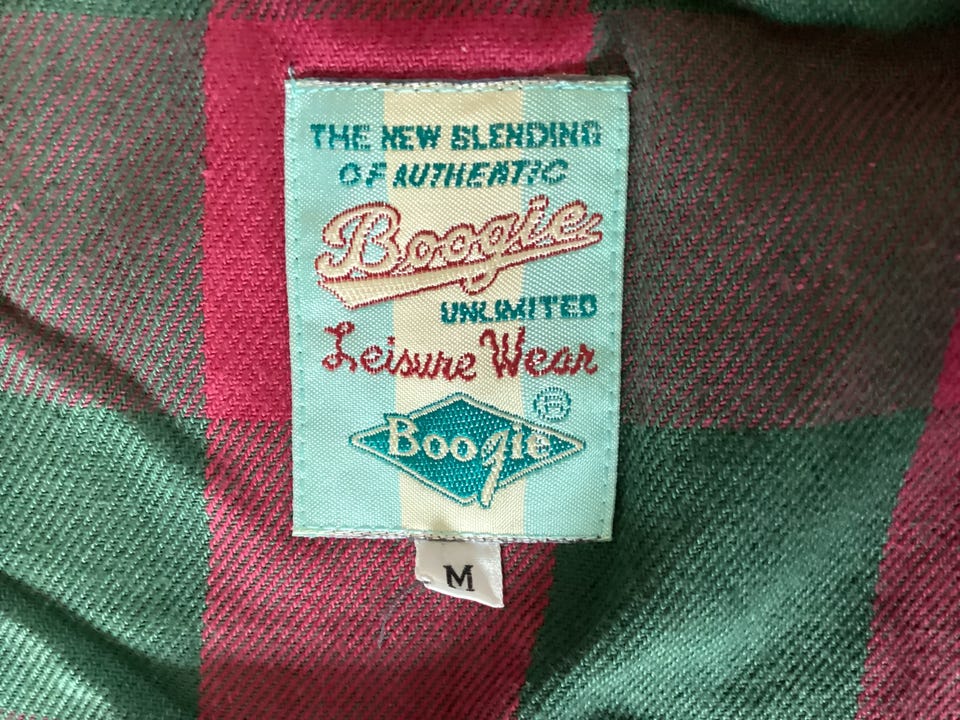 THE NEW BLENDING
OF AUTHENTIC
Boogie
UNLIMITED
Leisure Wear
®
Boogie
M